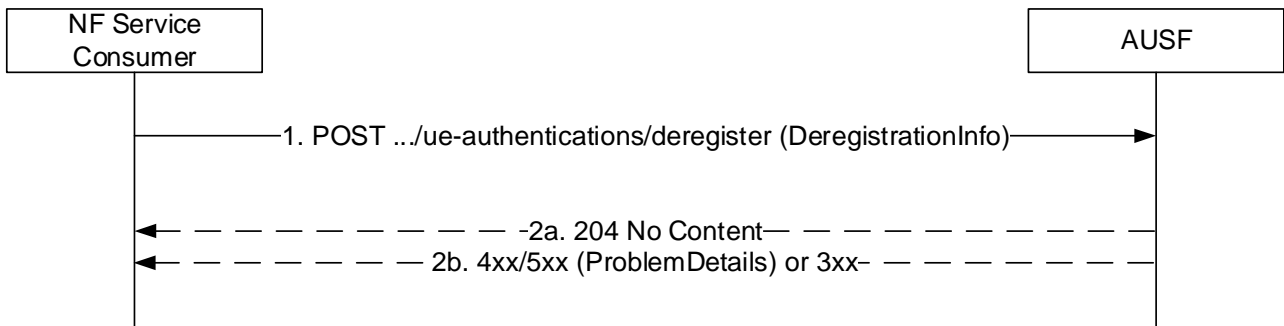 NF Service
Consumer
AUSF
1. POST .../ue-authentications/deregister (DeregistrationInfo)
2a. 204 No Content
2b. 4xx/5xx (ProblemDetails) or 3xx